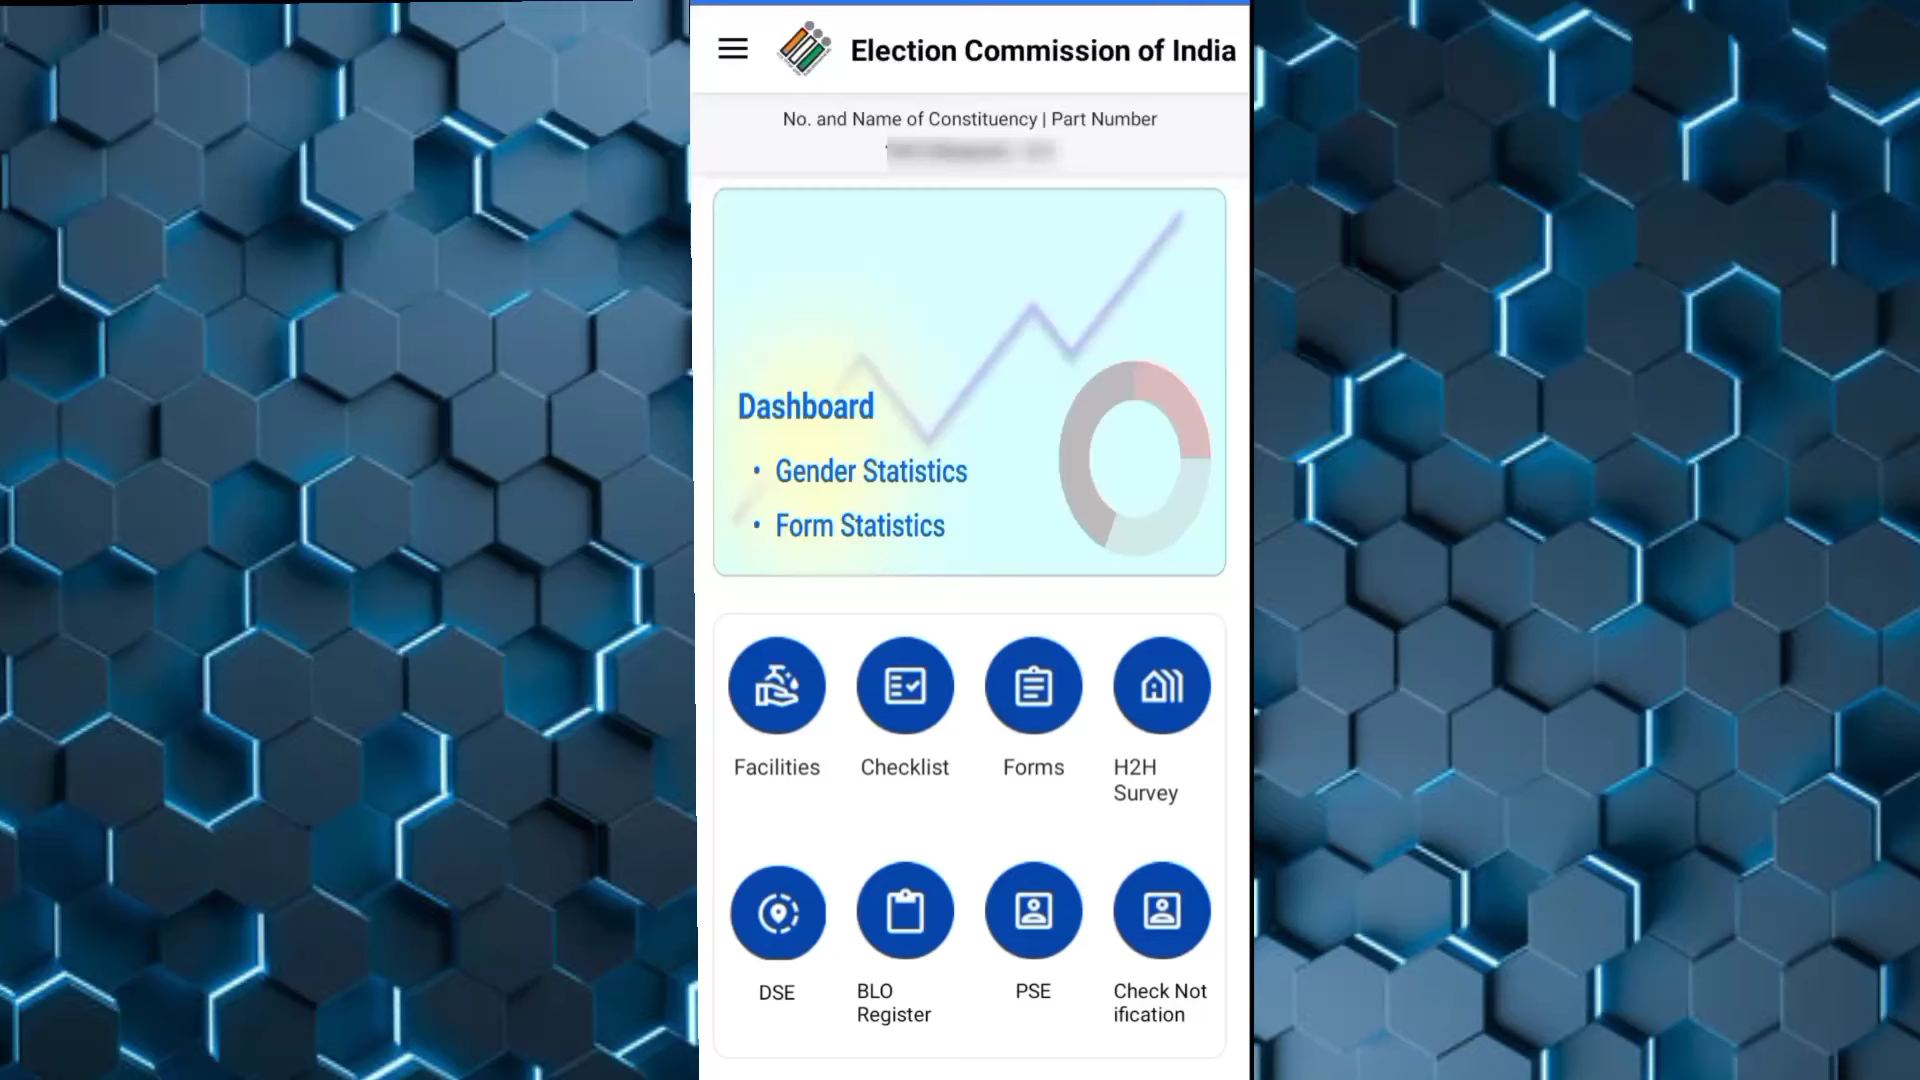 Election Commission of India
No. and Name of Constituency | Part Number
Dashboard
• Gender Statistics
• Form Statistics
Facilities
Checklist
Forms
H2H
Survey
DSE
BLO
Register
PSE
Check Not
ification